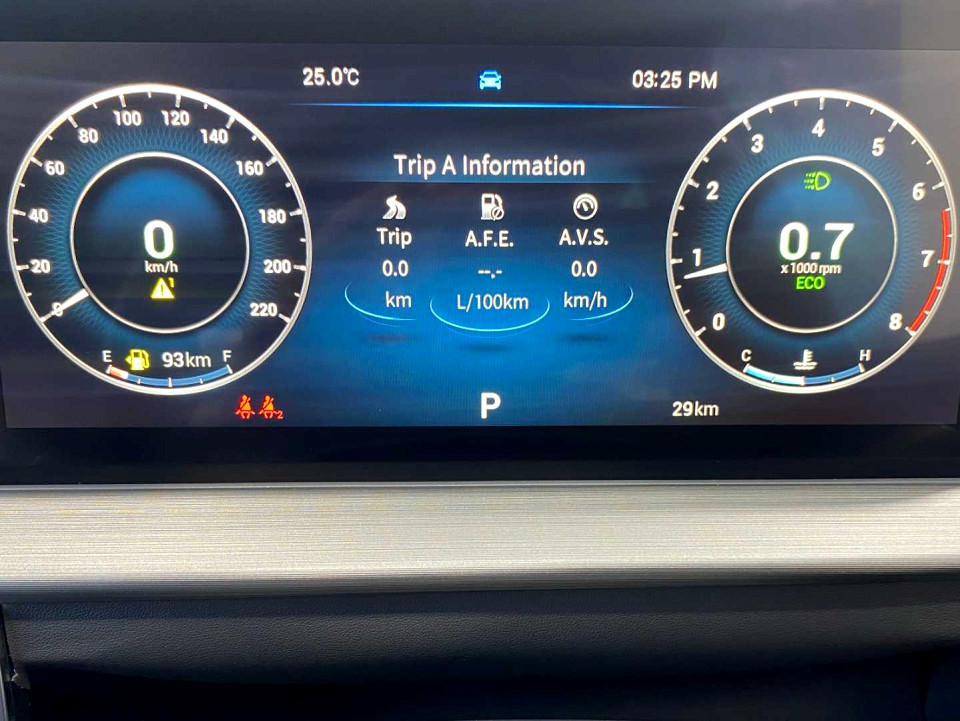 25.0℃
03:25 PM
0
20
40
60
80
100
120
140
160
180
200
220
0
km/h
1
E
93km
F
Trip A Information
Trip
A.F.E.
A.V.S.
0.0
--.-
0.0
km
L/100km
km/h
2
P
0
1
2
3
4
5
6
7
8
0.7
x 1000 rpm
ECO
C
H
29km